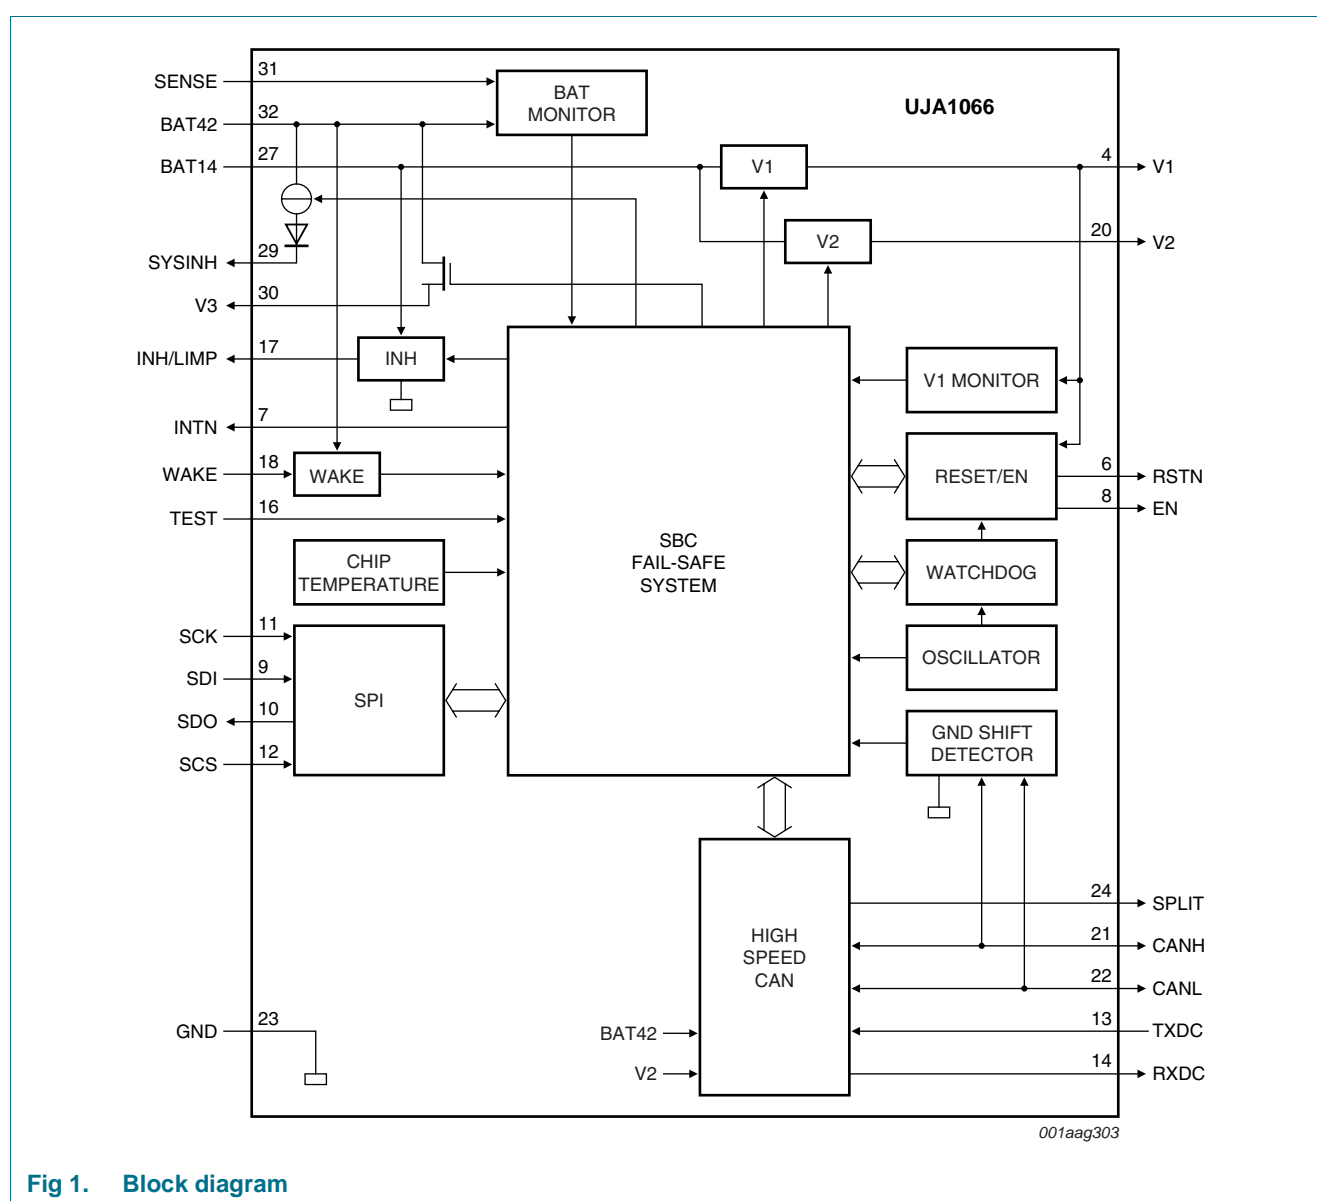 UJA1066
SENSE
31
BAT42
32
BAT14
27
SYSINH
29
V3
30
INH/LIMP
17
INTN
7
WAKE
18
TEST
16
SCK
11
SDI
9
SDO
10
SCS
12
GND
23
BAT
MONITOR
V1
V2
INH
WAKE
CHIP
TEMPERATURE
SPI
SBC
FAIL-SAFE
SYSTEM
V1 MONITOR
RESET/EN
WATCHDOG
OSCILLATOR
GND SHIFT
DETECTOR
HIGH
SPEED
CAN
BAT42
V2
4
V1
20
V2
6
RSTN
8
EN
24
SPLIT
21
CANH
22
CANL
13
TXDC
14
RXDC
001aag303
Fig 1. Block diagram